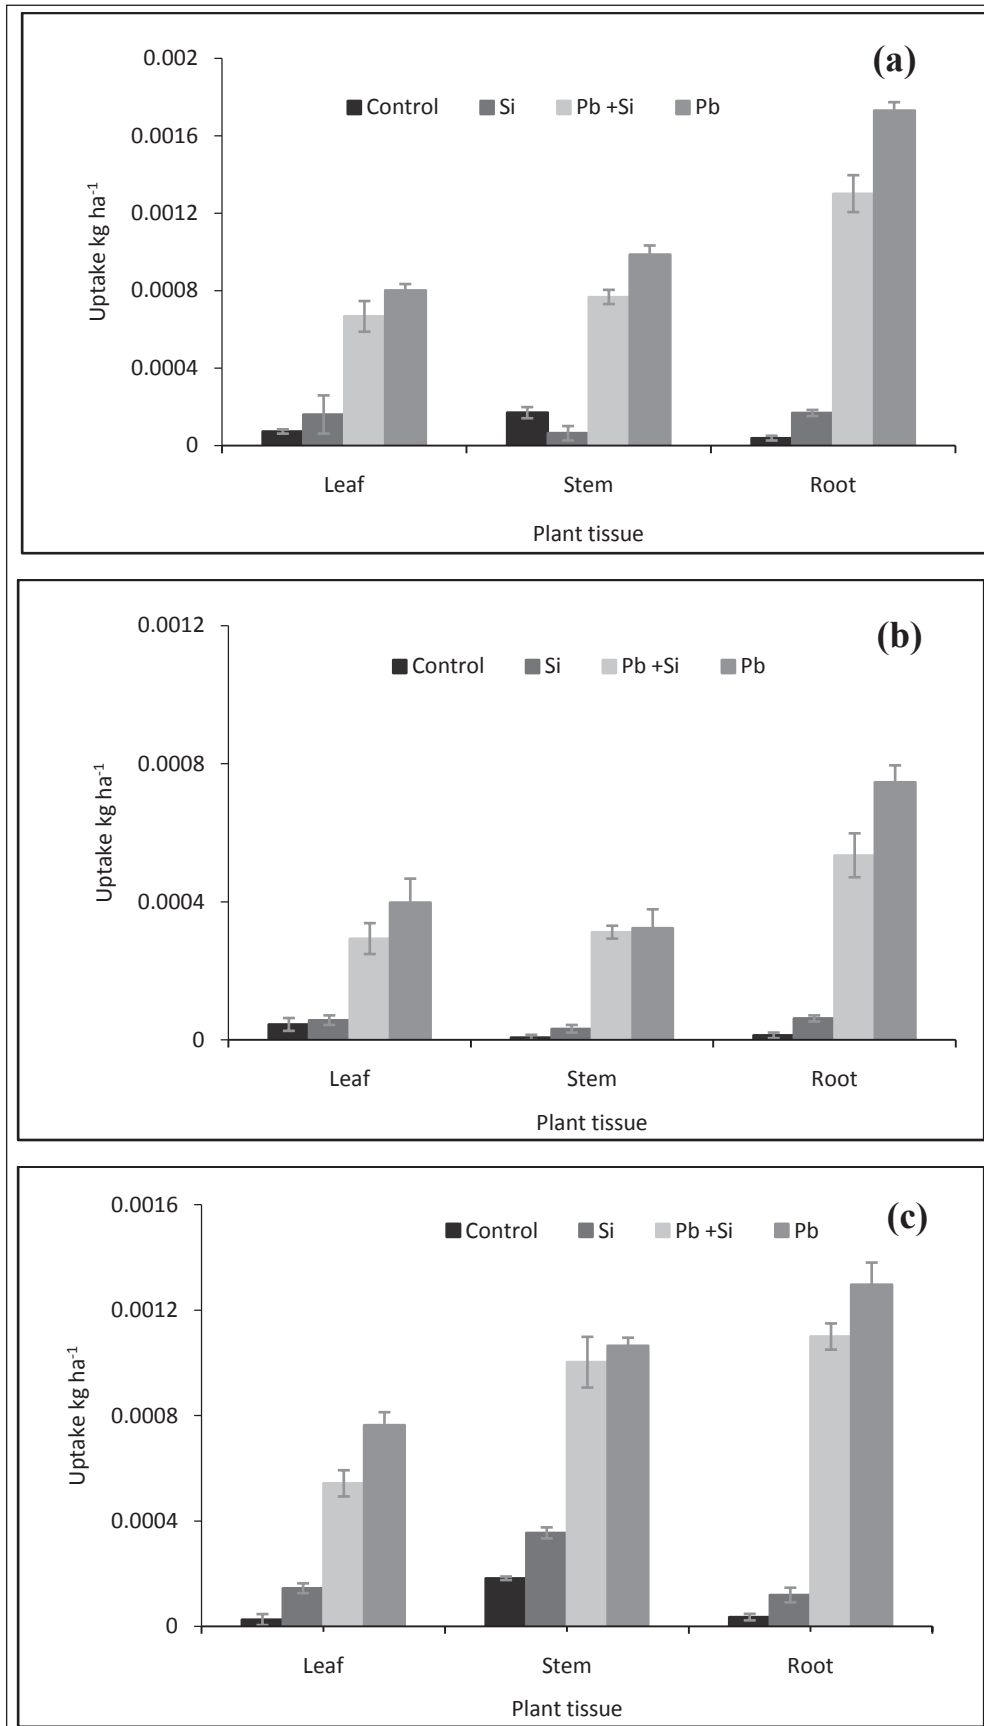 (a)
0.002
Control Si Pb +Si Pb
0.0016
0.0012
0.0008
0.0004
0
Uptake kg ha⁻¹
Leaf Stem Root
Plant tissue
(b)
0.0012
Control Si Pb +Si Pb
0.0008
0.0004
0
Uptake kg ha⁻¹
Leaf Stem Root
Plant tissue
(c)
0.0016
Control Si Pb +Si Pb
0.0012
0.0008
0.0004
0
Uptake kg ha⁻¹
Leaf Stem Root
Plant tissue